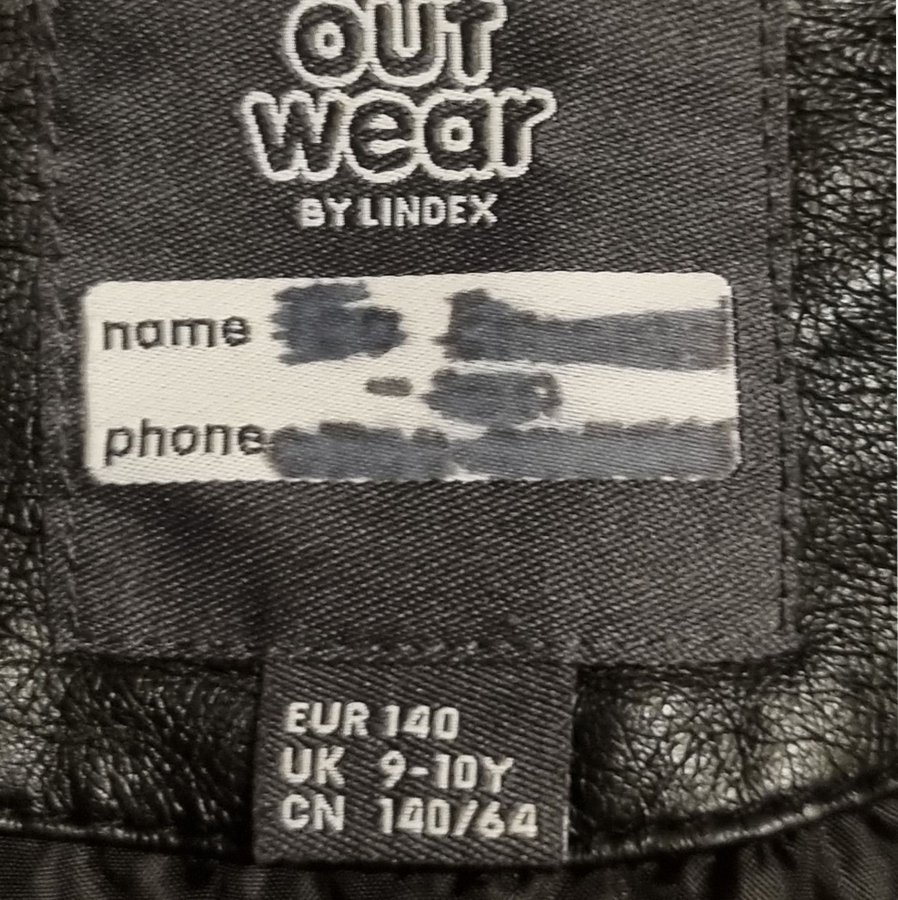 OUT
wear
BY LINDEX
name
phone
EUR 140
UK 9-10Y
CN 140/64